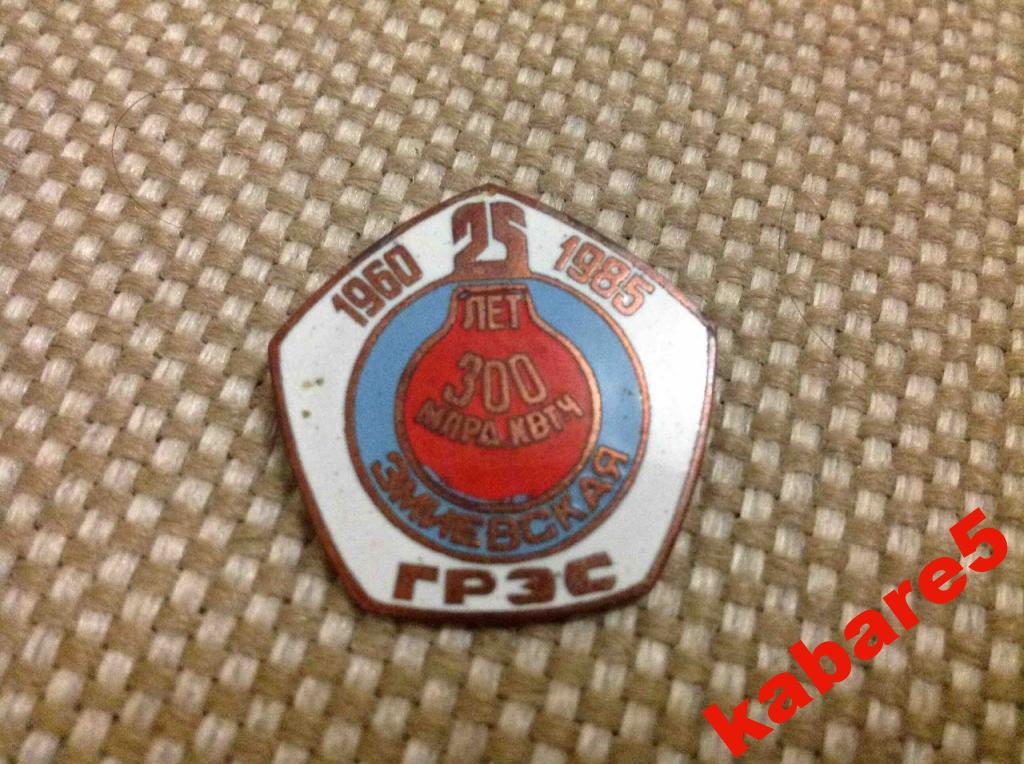 25
1960 1985
ЛЕТ
300
МЛРД КВТЧ
ЗМИЕВСКАЯ
ГРЭС
kabare5